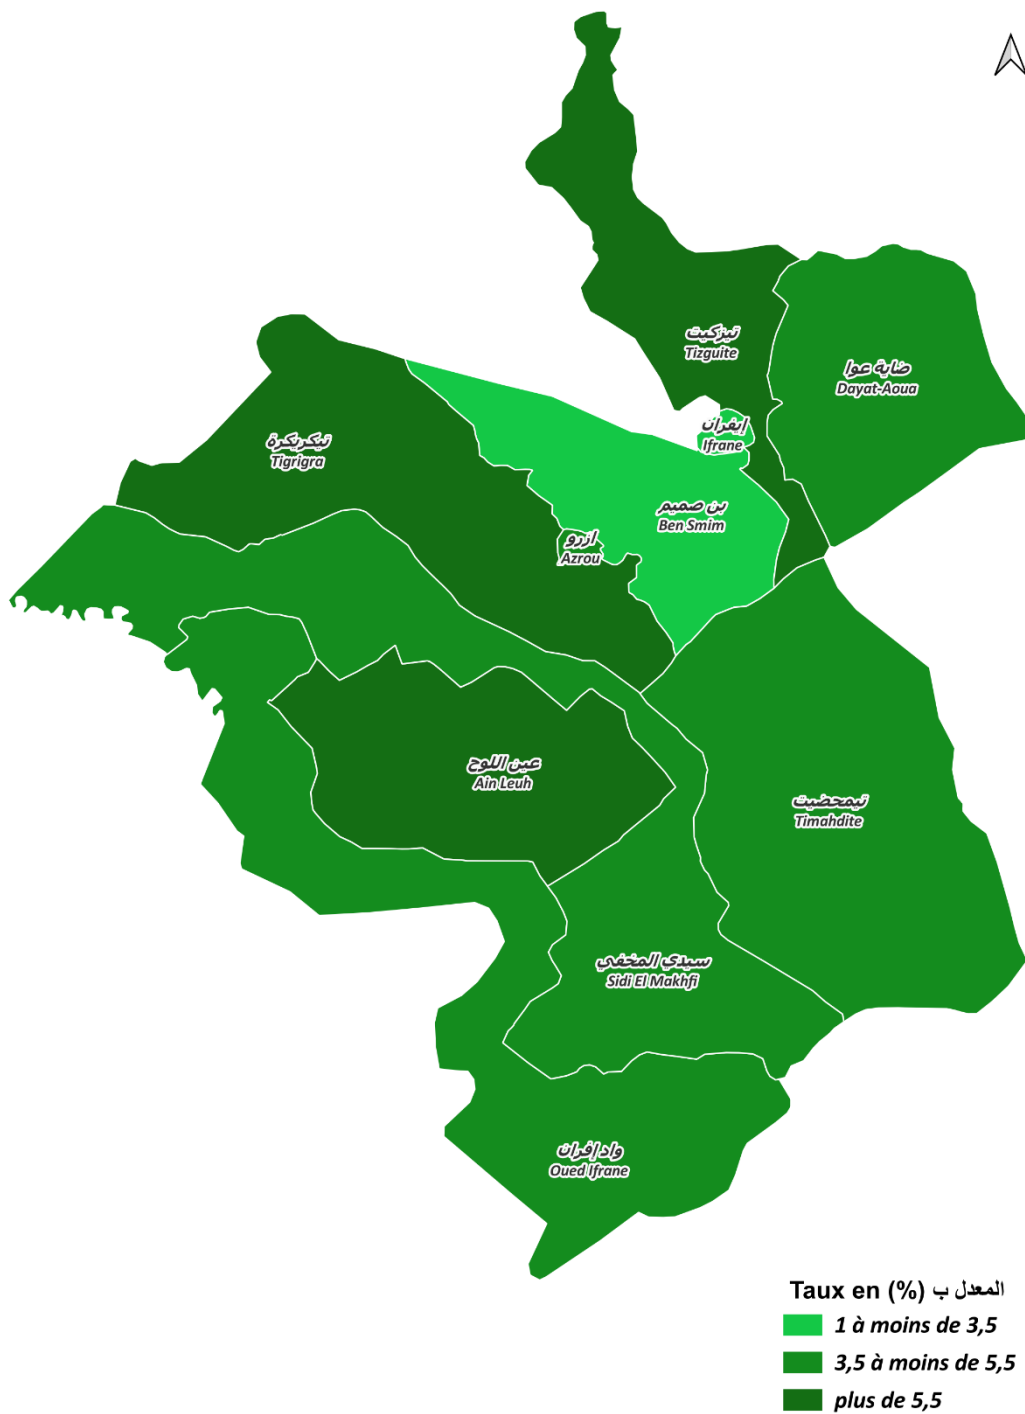 تيزكيت
Tizguite
ضاية عوا
Dayat-Aoua
إيفران
Ifrane
تيكريكرة
Tigrigra
بن صميم
Ben Smim
ازرو
Azrou
عين اللوح
Ain Leuh
تيمحضيت
Timahdite
سيدي المخفي
Sidi El Makhfi
واد إفران
Oued Ifrane
Taux en (%) المعدل ب
1 à moins de 3,5
3,5 à moins de 5,5
plus de 5,5